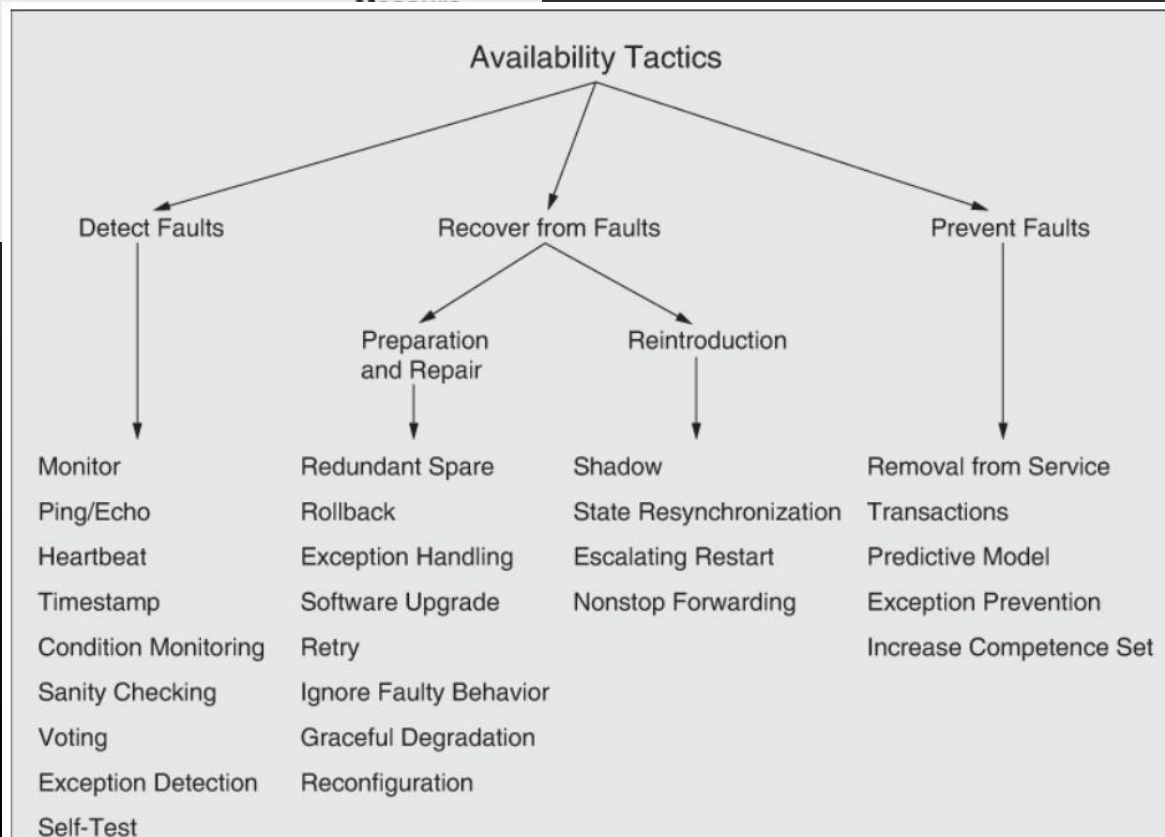 Availability Tactics
Detect Faults
Recover from Faults
Prevent Faults
Preparation
and Repair
Reintroduction
Monitor
Ping/Echo
Heartbeat
Timestamp
Condition Monitoring
Sanity Checking
Voting
Exception Detection
Self-Test
Redundant Spare
Rollback
Exception Handling
Software Upgrade
Retry
Ignore Faulty Behavior
Graceful Degradation
Reconfiguration
Shadow
State Resynchronization
Escalating Restart
Nonstop Forwarding
Removal from Service
Transactions
Predictive Model
Exception Prevention
Increase Competence Set